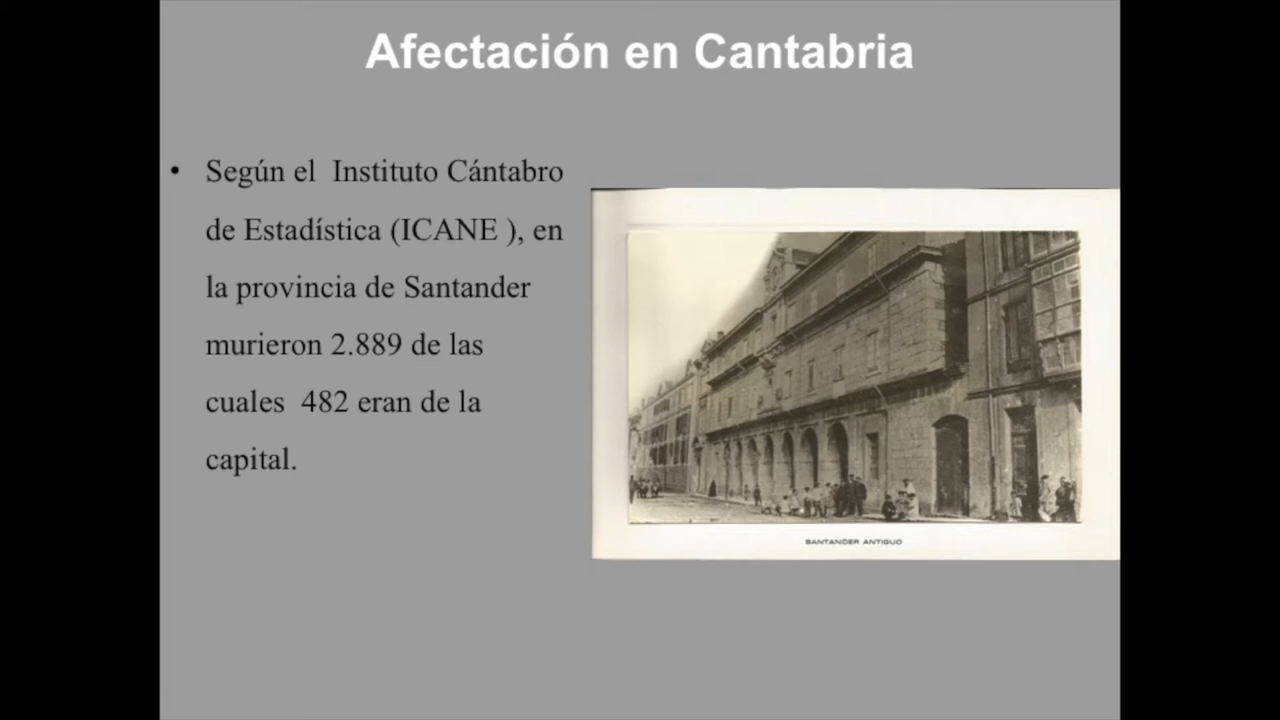 Afectación en Cantabria
• Según el  Instituto Cántabro
de Estadística (ICANE ), en
la provincia de Santander
murieron 2.889 de las
cuales  482 eran de la
capital.
SANTANDER ANTIGUO